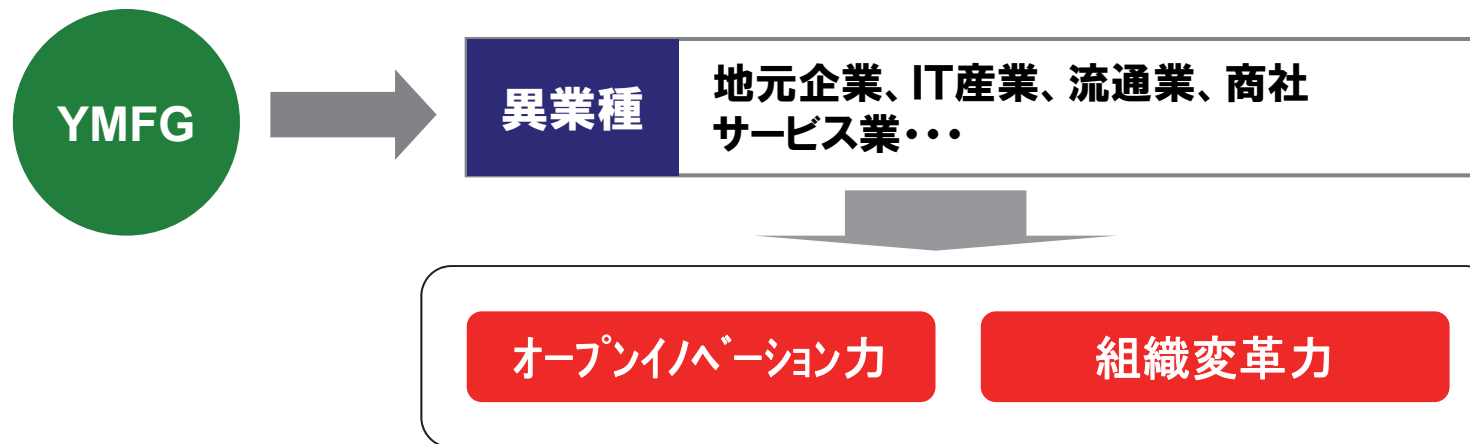 YMFG
異業種
地元企業、IT産業、流通業、商社
サービス業・・・
オープンイノベーション力
組織変革力